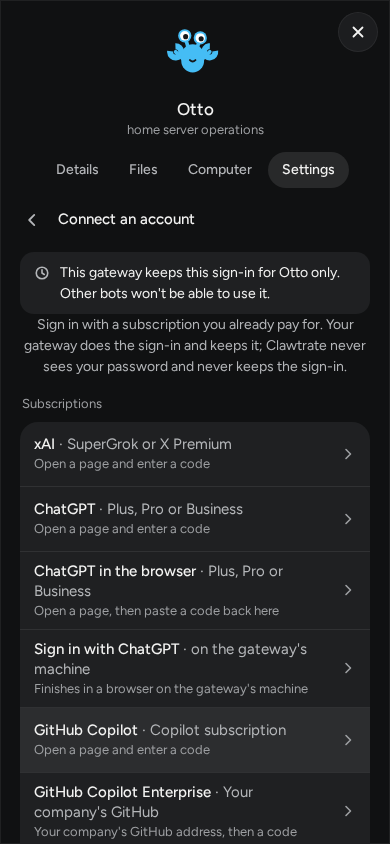 Otto
home server operations
Details Files Computer Settings
Connect an account
This gateway keeps this sign-in for Otto only.
Other bots won't be able to use it.
Sign in with a subscription you already pay for. Your
gateway does the sign-in and keeps it; Clawtrate never
sees your password and never keeps the sign-in.
Subscriptions
xAI · SuperGrok or X Premium
Open a page and enter a code
ChatGPT · Plus, Pro or Business
Open a page and enter a code
ChatGPT in the browser · Plus, Pro or
Business
Open a page, then paste a code back here
Sign in with ChatGPT · on the gateway's
machine
Finishes in a browser on the gateway's machine
GitHub Copilot · Copilot subscription
Open a page and enter a code
GitHub Copilot Enterprise · Your
company's GitHub
Your company's GitHub address, then a code